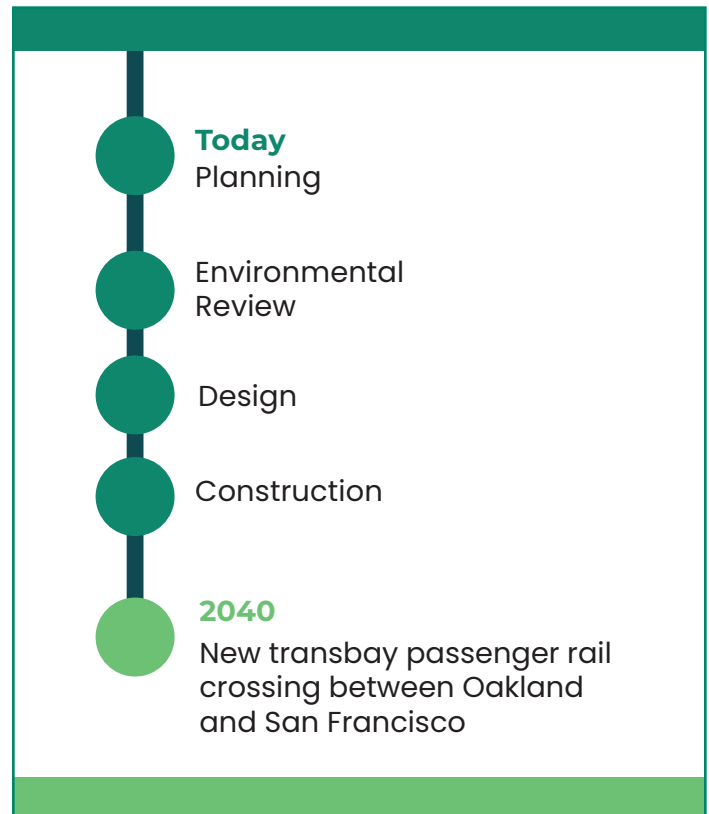 Today
Planning
Environmental
Review
Design
Construction
2040
New transbay passenger rail
crossing between Oakland
and San Francisco